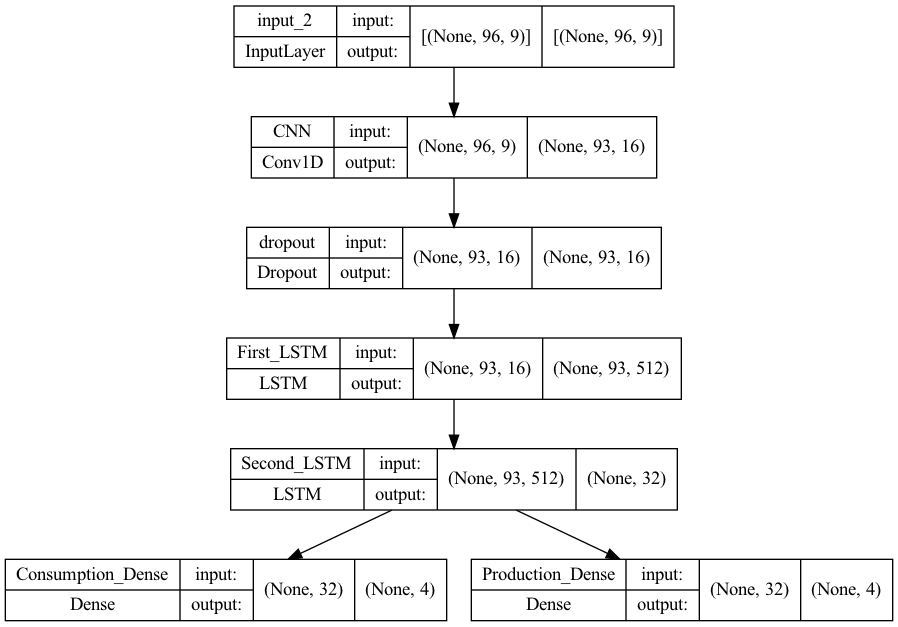 input_2 input: [(None, 96, 9)] [(None, 96, 9)]
InputLayer output:
CNN input: (None, 96, 9) (None, 93, 16)
Conv1D output:
dropout input: (None, 93, 16) (None, 93, 16)
Dropout output:
First_LSTM input: (None, 93, 16) (None, 93, 512)
LSTM output:
Second_LSTM input: (None, 93, 512) (None, 32)
LSTM output:
Consumption_Dense input: (None, 32) (None, 4)
Dense output:
Production_Dense input: (None, 32) (None, 4)
Dense output: